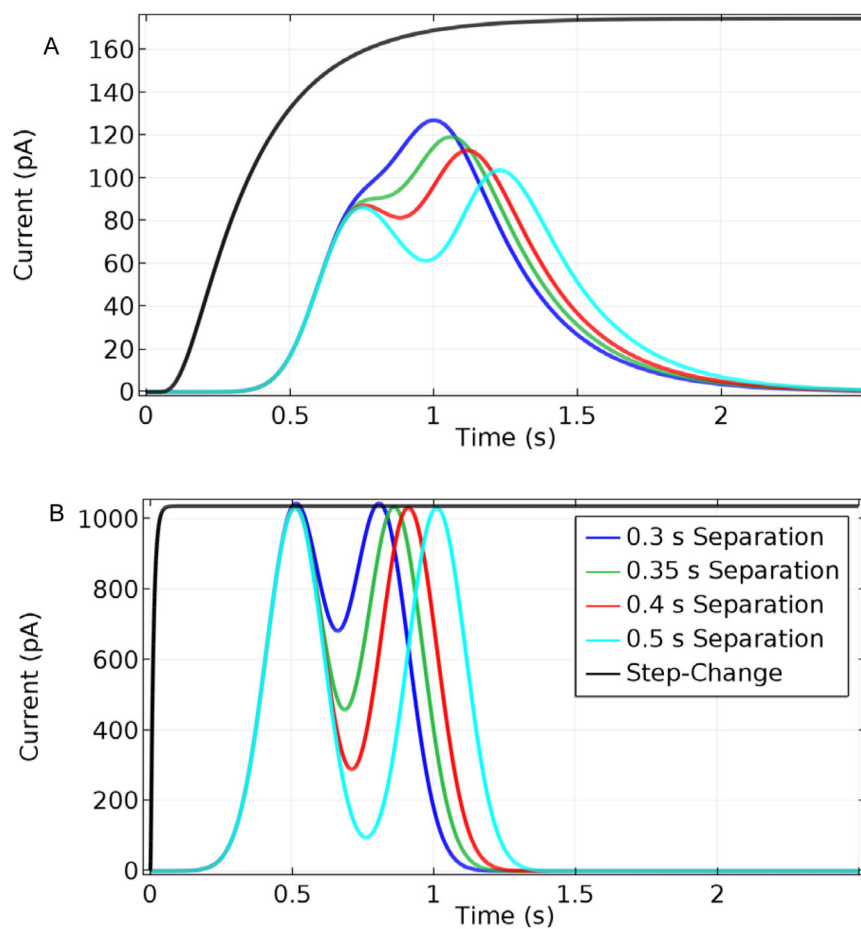 A
160
140
120
100
80
60
40
20
0
Current (pA)
0 0.5 1 1.5 2
Time (s)
B
1000
800
600
400
200
0
Current (pA)
0.3 s Separation
0.35 s Separation
0.4 s Separation
0.5 s Separation
Step-Change
0 0.5 1 1.5 2
Time (s)